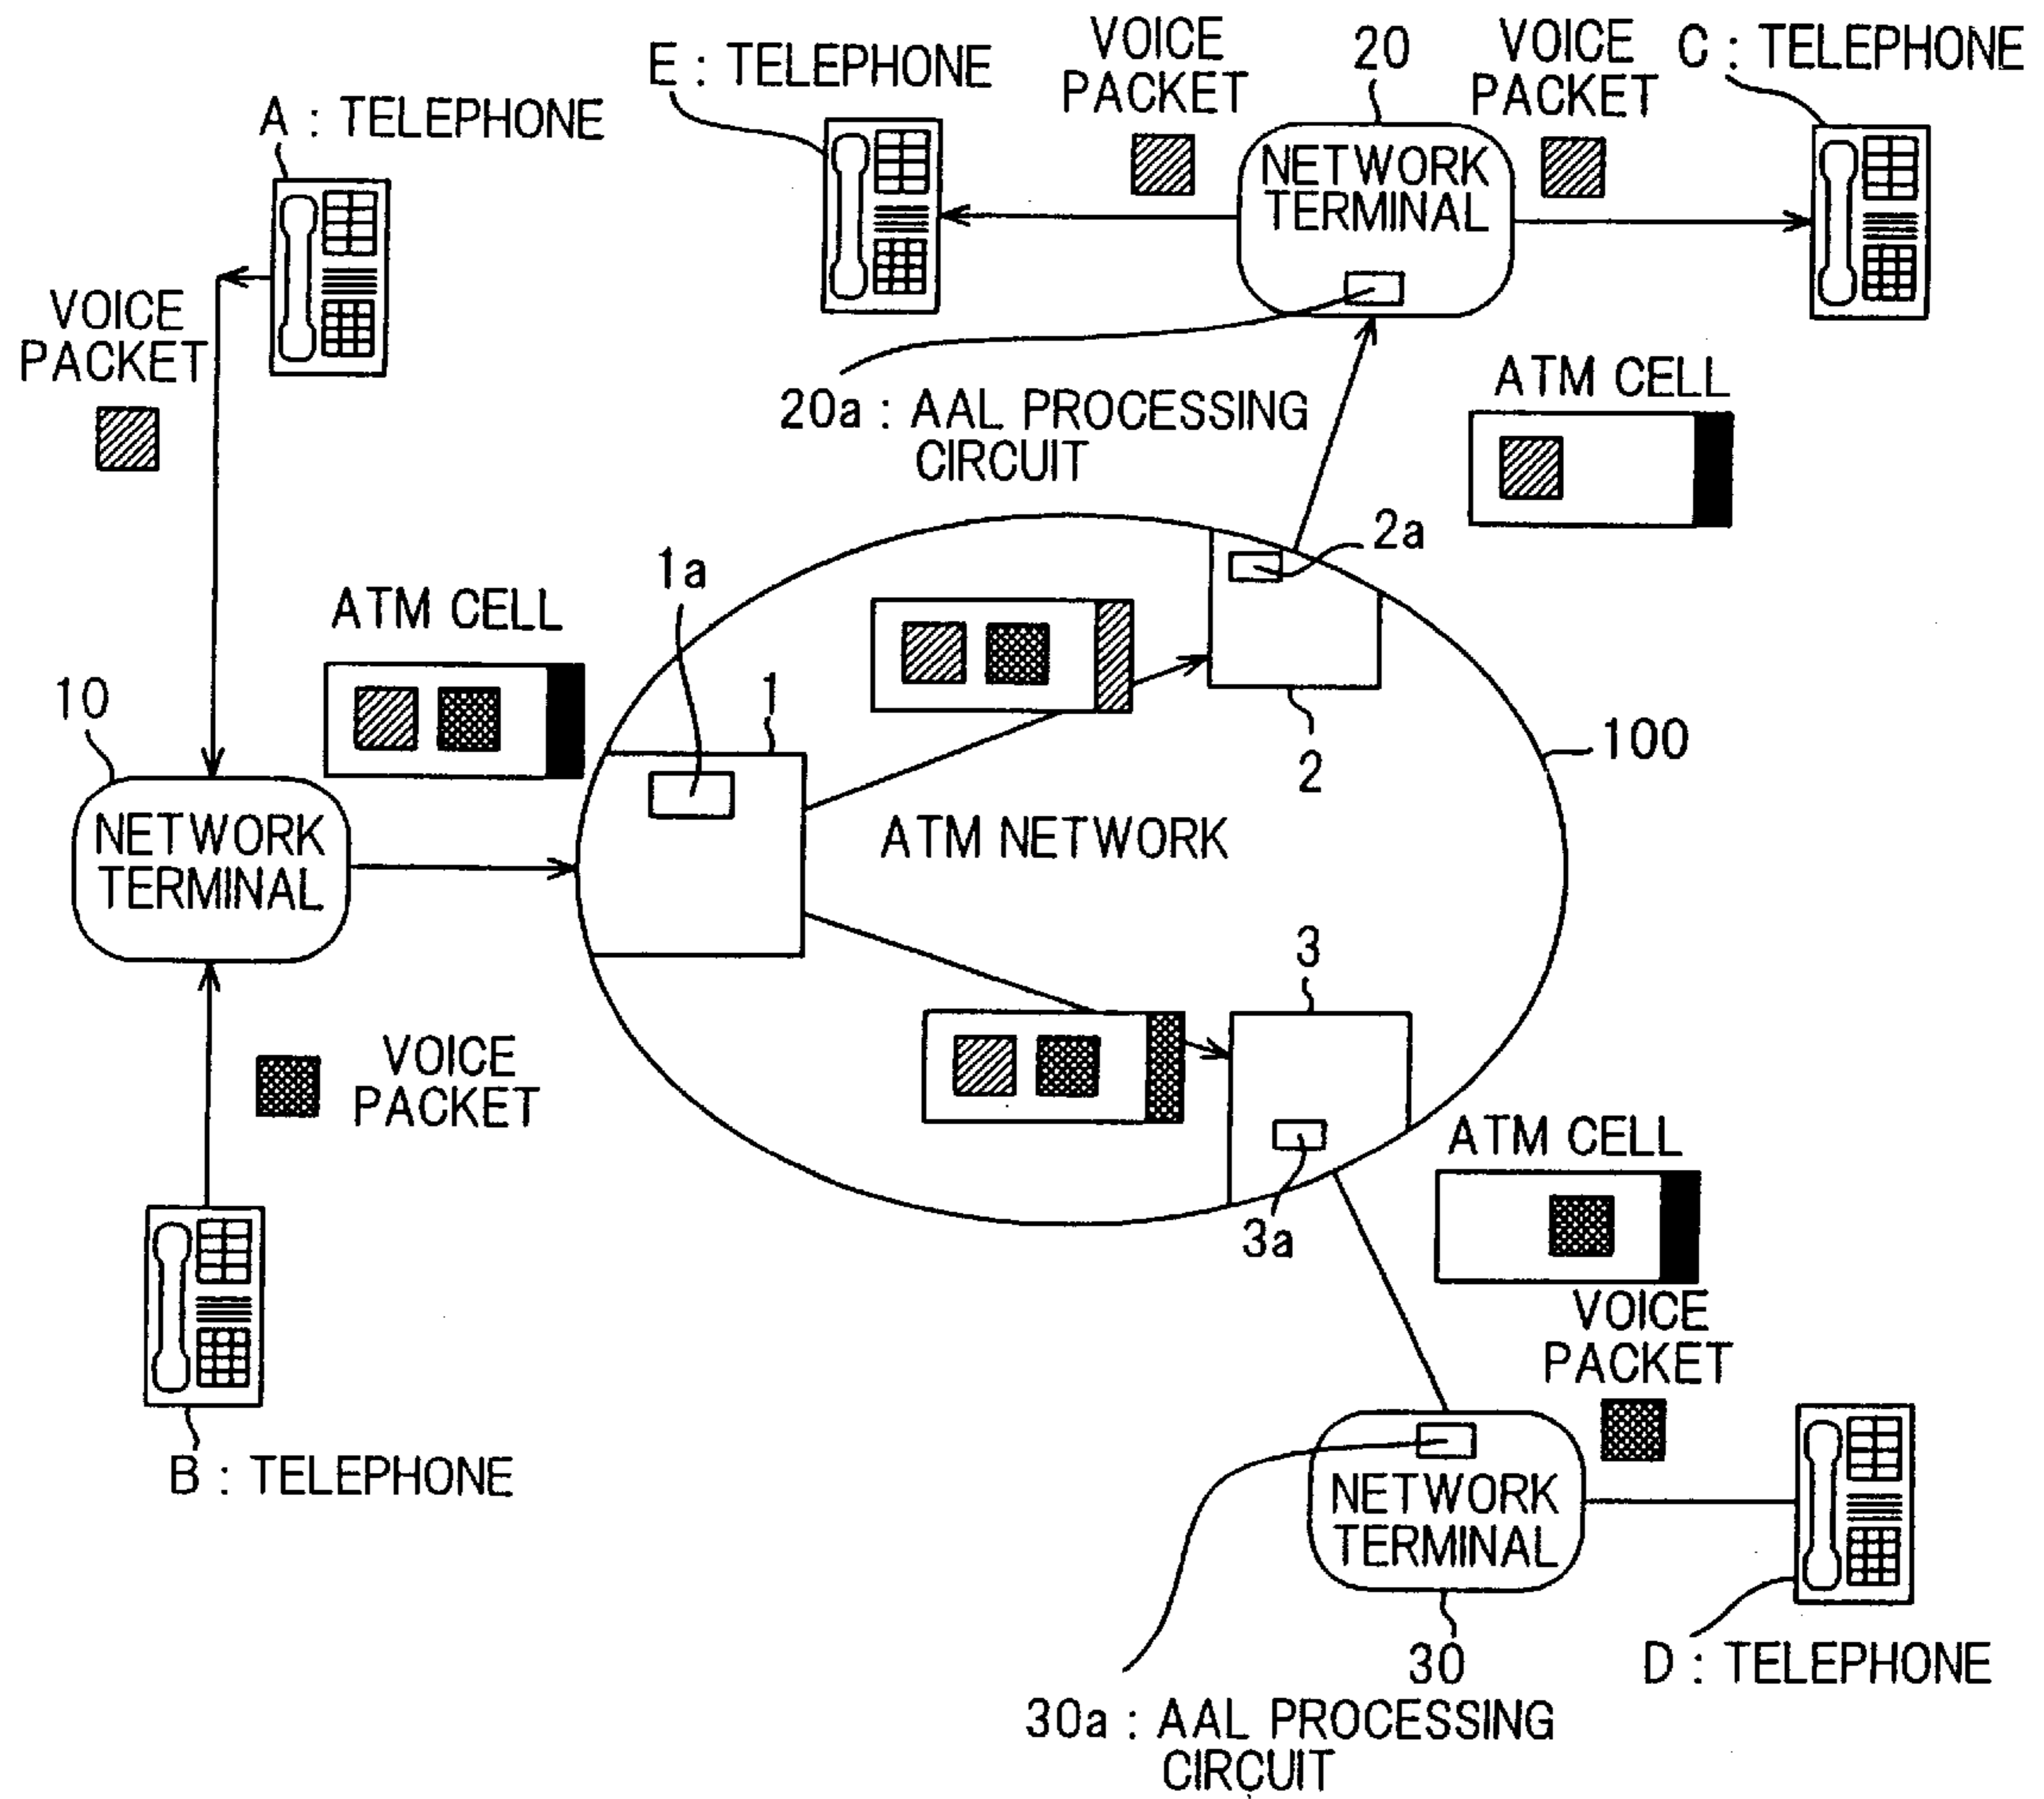 E : TELEPHONE
VOICE
PACKET
20
VOICE
PACKET
C : TELEPHONE
A : TELEPHONE
NETWORK
TERMINAL
VOICE
PACKET
20a : AAL PROCESSING
CIRCUIT
ATM CELL
2a
1a
ATM CELL
10
1
2
100
NETWORK
TERMINAL
ATM NETWORK
3
VOICE
PACKET
ATM CELL
3a
VOICE
PACKET
B : TELEPHONE
NETWORK
TERMINAL
30
D : TELEPHONE
30a : AAL PROCESSING
CIRCUIT